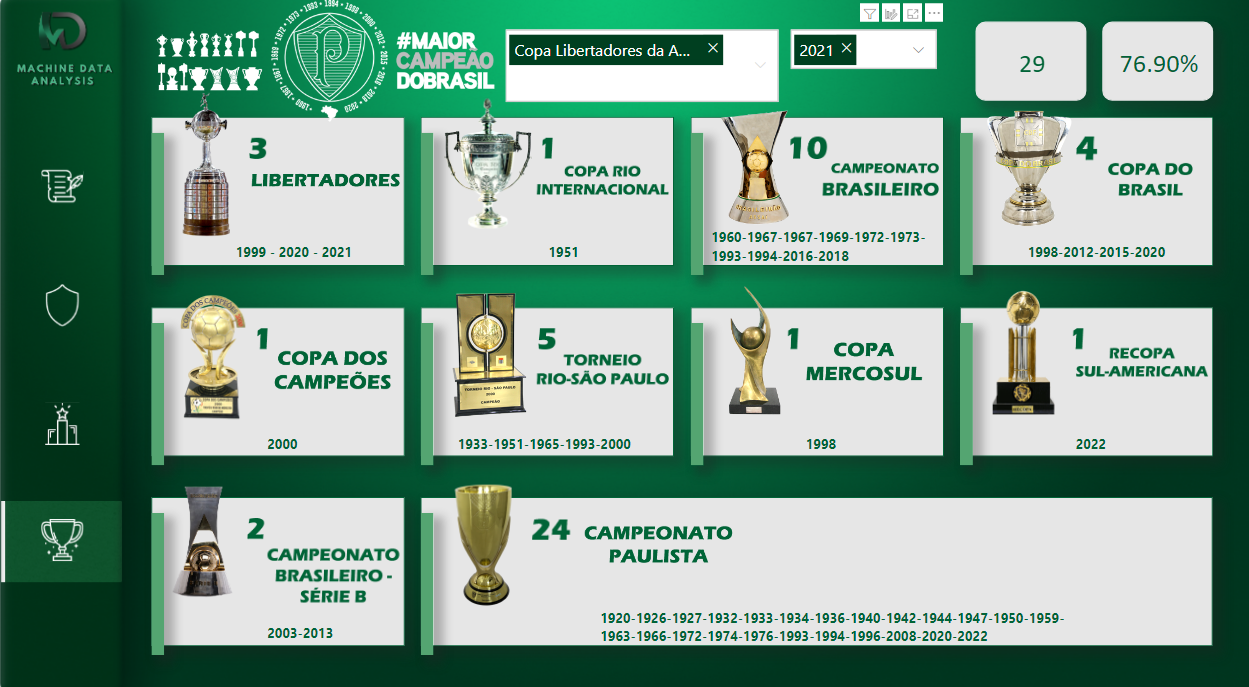 MACHINE DATA
ANALYSIS
#MAIOR
CAMPEÃO
DOBRASIL
Copa Libertadores da A...
2021
29
76.90%
3
LIBERTADORES
1999 - 2020 - 2021
1
COPA RIO
INTERNACIONAL
1951
10
CAMPEONATO
BRASILEIRO
1960-1967-1967-1969-1972-1973-
1993-1994-2016-2018
4
COPA DO
BRASIL
1998-2012-2015-2020
1
COPA DOS
CAMPEÕES
2000
5
TORNEIO
RIO-SÃO PAULO
1933-1951-1965-1993-2000
1
COPA
MERCOSUL
1998
1
RECOPA
SUL-AMERICANA
2022
2
CAMPEONATO
BRASILEIRO -
SÉRIE B
2003-2013
24
CAMPEONATO
PAULISTA
1920-1926-1927-1932-1933-1934-1936-1940-1942-1944-1947-1950-1959-
1963-1966-1972-1974-1976-1993-1994-1996-2008-2020-2022